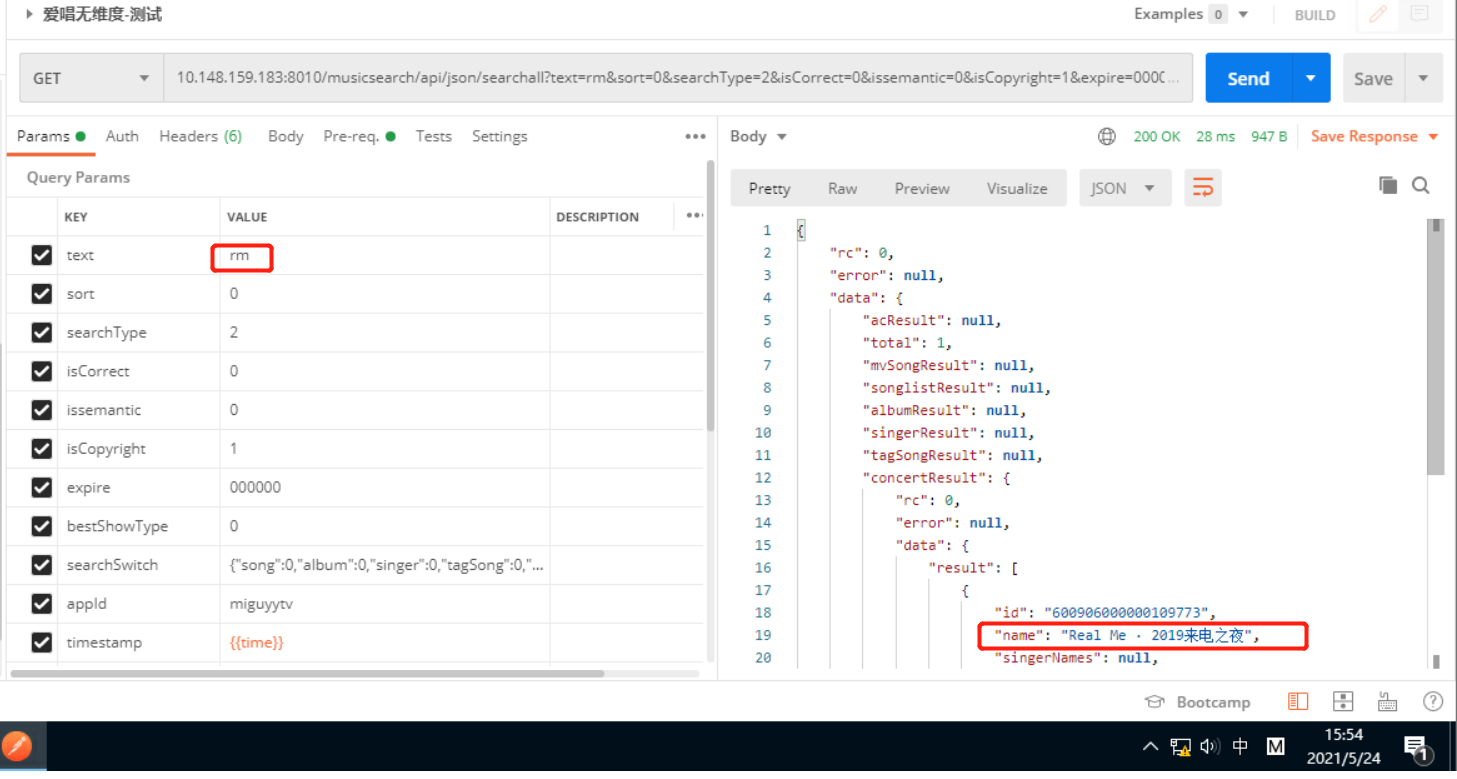 爱唱无维度-测试
Examples 0 BUILD
GET 10.148.159.183:8010/musicsearch/api/json/searchall?text=rm&sort=0&searchType=2&isCorrect=0&issemantic=0&isCopyright=1&expire=0000... Send Save
Params Auth Headers (6) Body Pre-req. Tests Settings
Query Params
KEY VALUE DESCRIPTION
text rm
sort 0
searchType 2
isCorrect 0
issemantic 0
isCopyright 1
expire 000000
bestShowType 0
searchSwitch {"song":0,"album":0,"singer":0,"tagSong":0,"...
appId miguyytv
timestamp {{time}}
Body 200 OK 28 ms 947 B Save Response
Pretty Raw Preview Visualize JSON
1 {
2 "rc": 0,
3 "error": null,
4 "data": {
5 "acResult": null,
6 "total": 1,
7 "mvSongResult": null,
8 "songlistResult": null,
9 "albumResult": null,
10 "singerResult": null,
11 "tagSongResult": null,
12 "concertResult": {
13 "rc": 0,
14 "error": null,
15 "data": {
16 "result": [
17 {
18 "id": "600906000000109773",
19 "name": "Real Me · 2019来电之夜",
20 "singerNames": null,
Bootcamp
中 M 15:54
2021/5/24 1